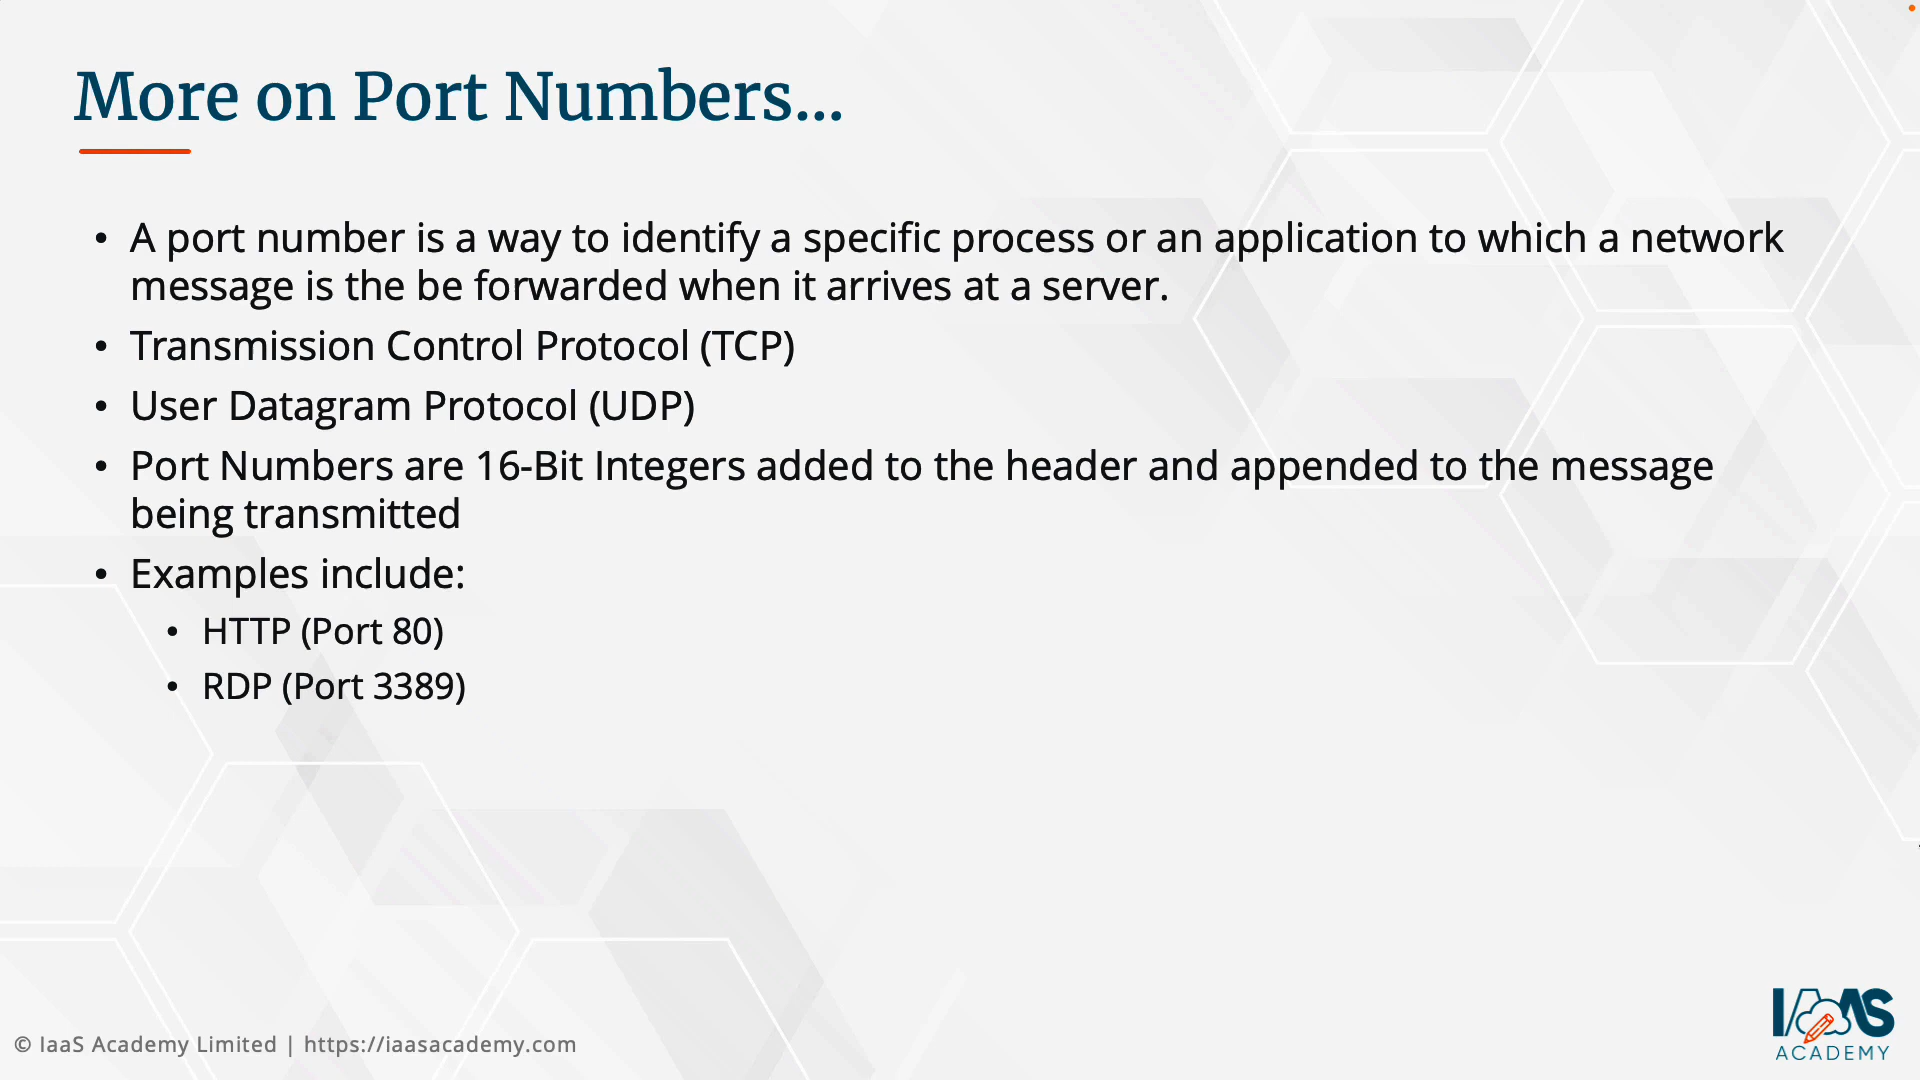 More on Port Numbers...
• A port number is a way to identify a specific process or an application to which a network
message is the be forwarded when it arrives at a server.
• Transmission Control Protocol (TCP)
• User Datagram Protocol (UDP)
• Port Numbers are 16-Bit Integers added to the header and appended to the message
being transmitted
• Examples include:
• HTTP (Port 80)
• RDP (Port 3389)
© IaaS Academy Limited | https://iaasacademy.com
IAAS
ACADEMY